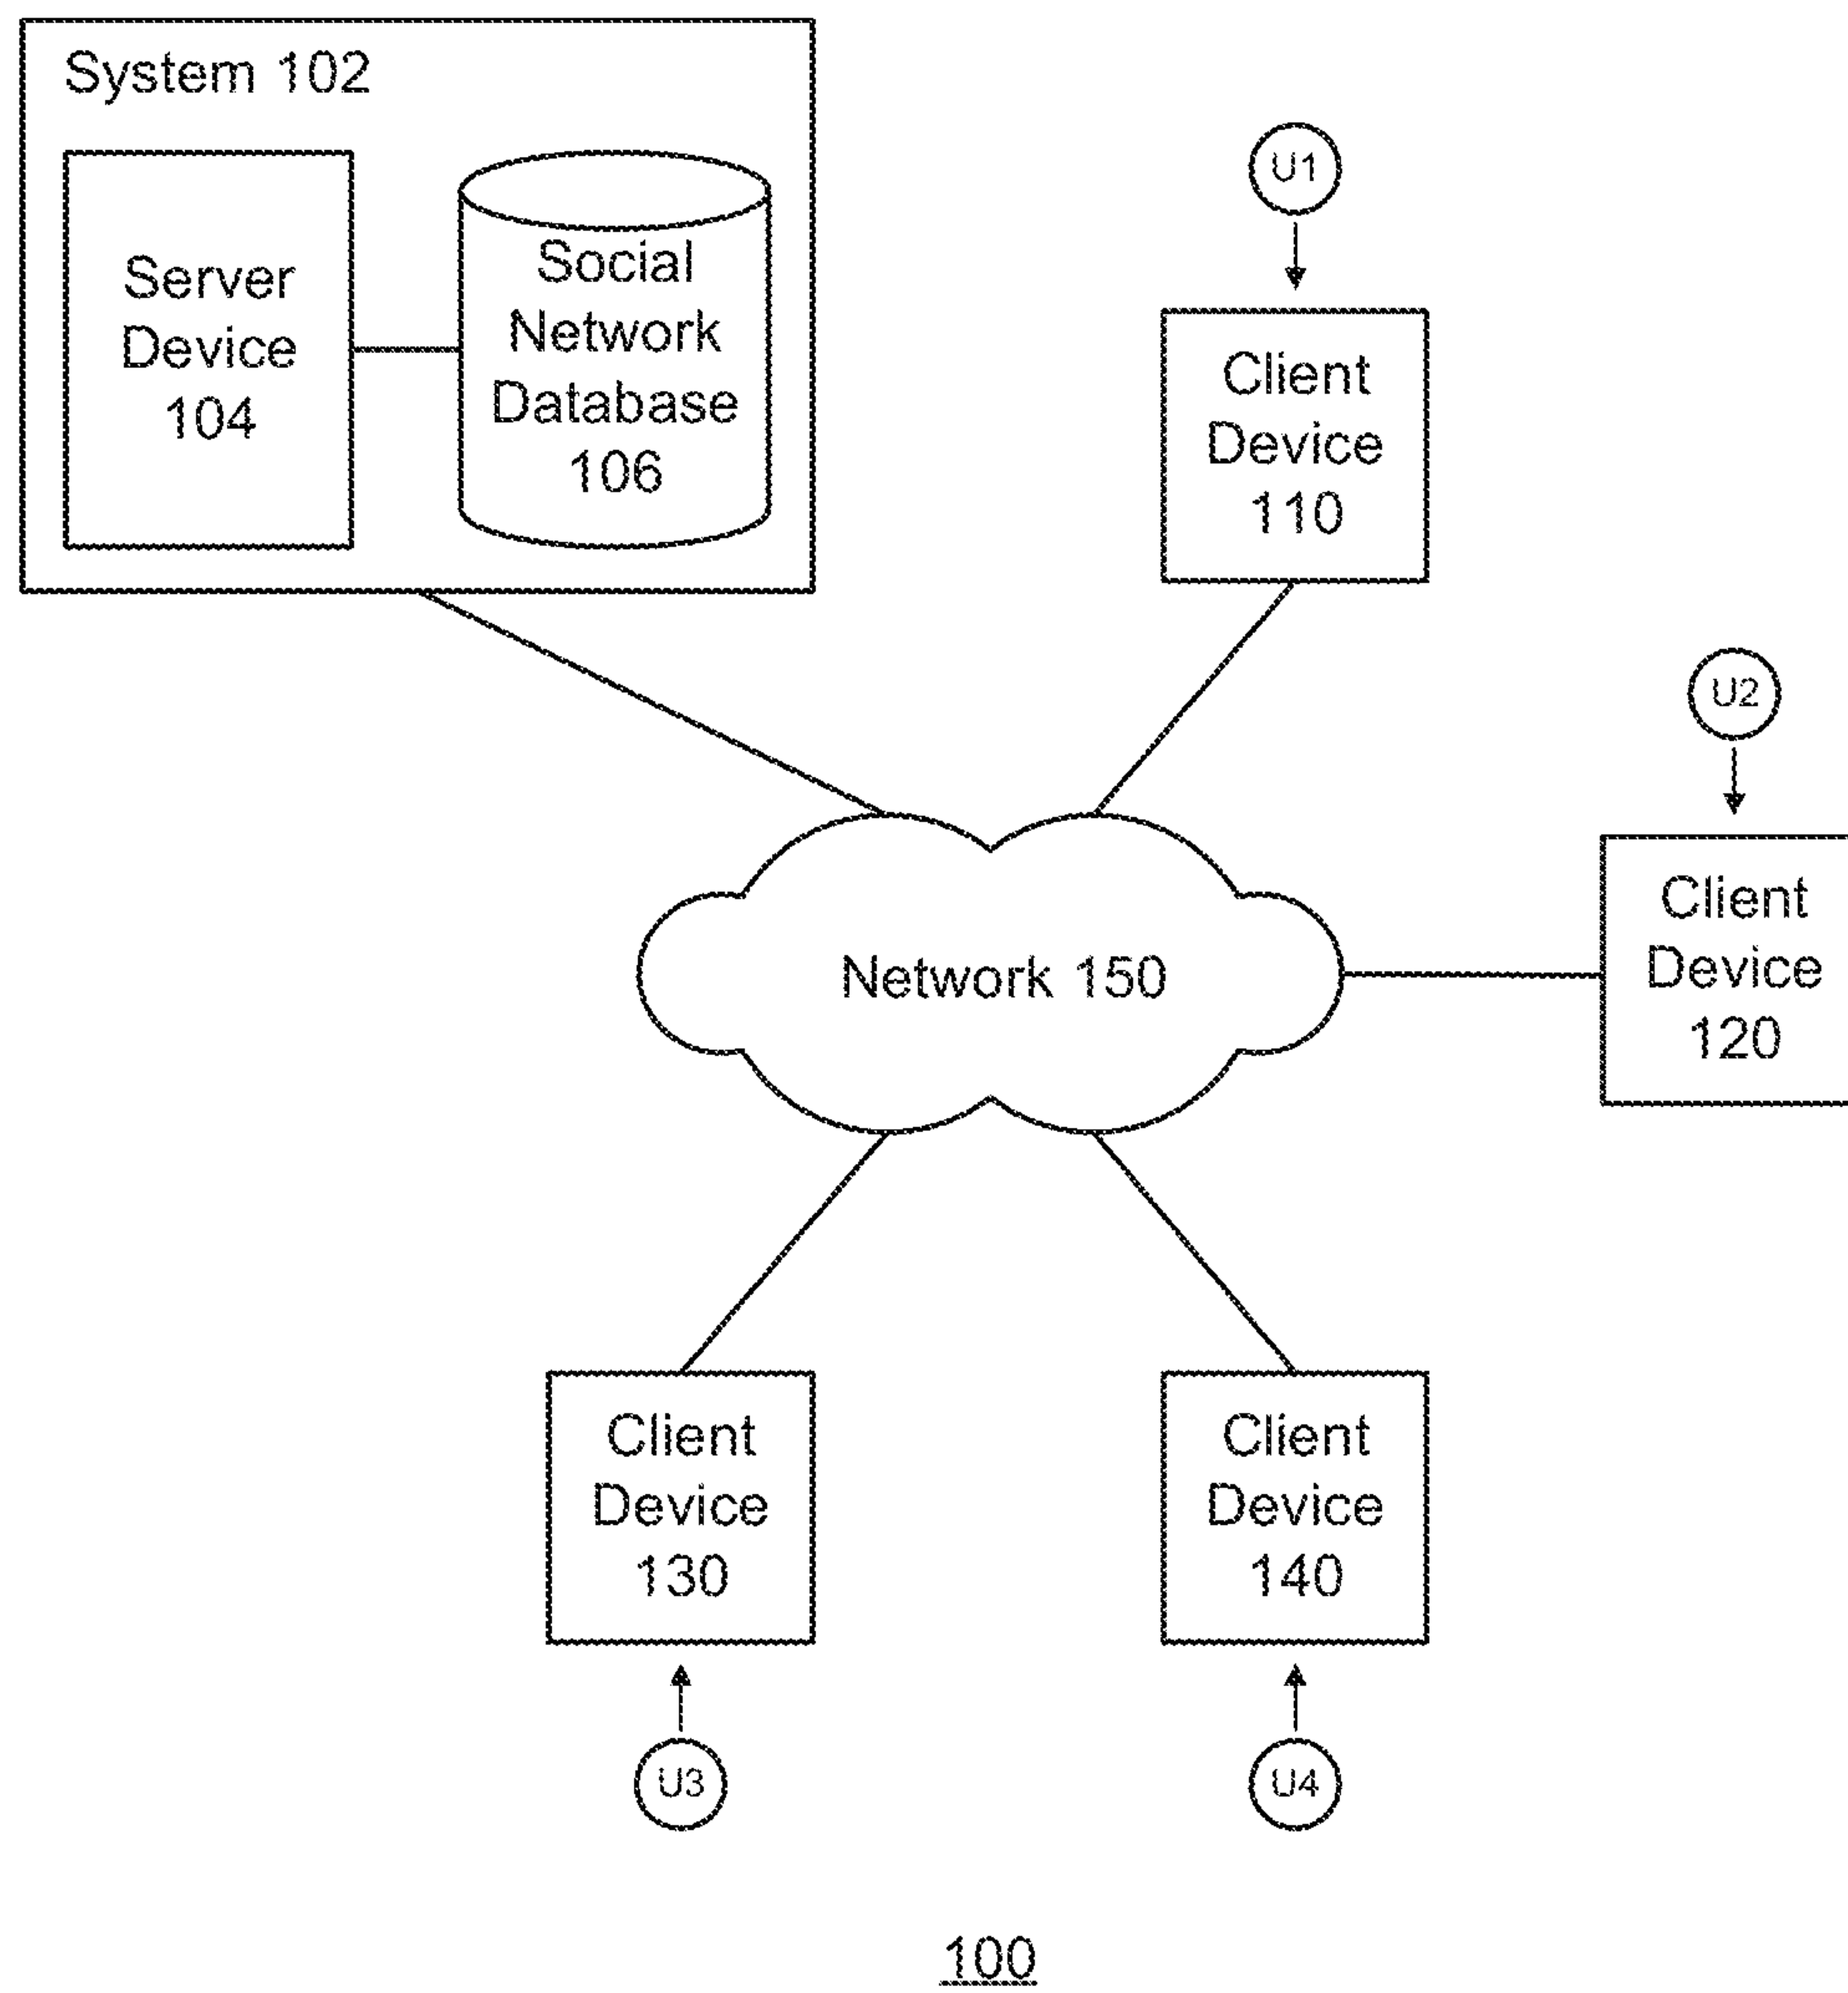 System 102
Server
Device
104
Social
Network
Database
106
U1
Client
Device
110
U2
Client
Device
120
Network 150
Client
Device
130
Client
Device
140
U3
U4
100